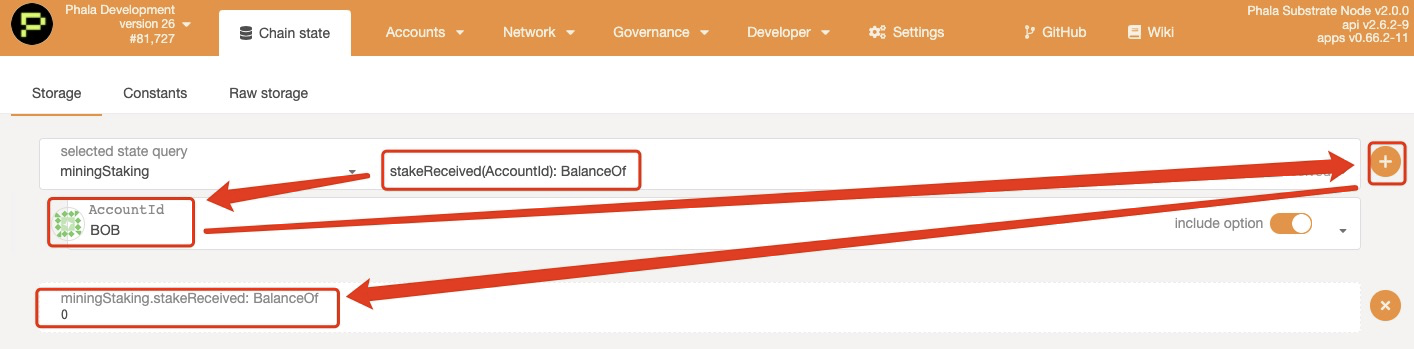 Phala Development
version 26
#81,727
Chain state
Accounts
Network
Governance
Developer
Settings
GitHub
Wiki
Phala Substrate Node v2.0.0
api v2.6.2-9
apps v0.66.2-11
Storage
Constants
Raw storage
selected state query
miningStaking
stakeReceived(AccountId): BalanceOf
AccountId
BOB
include option
miningStaking.stakeReceived: BalanceOf
0